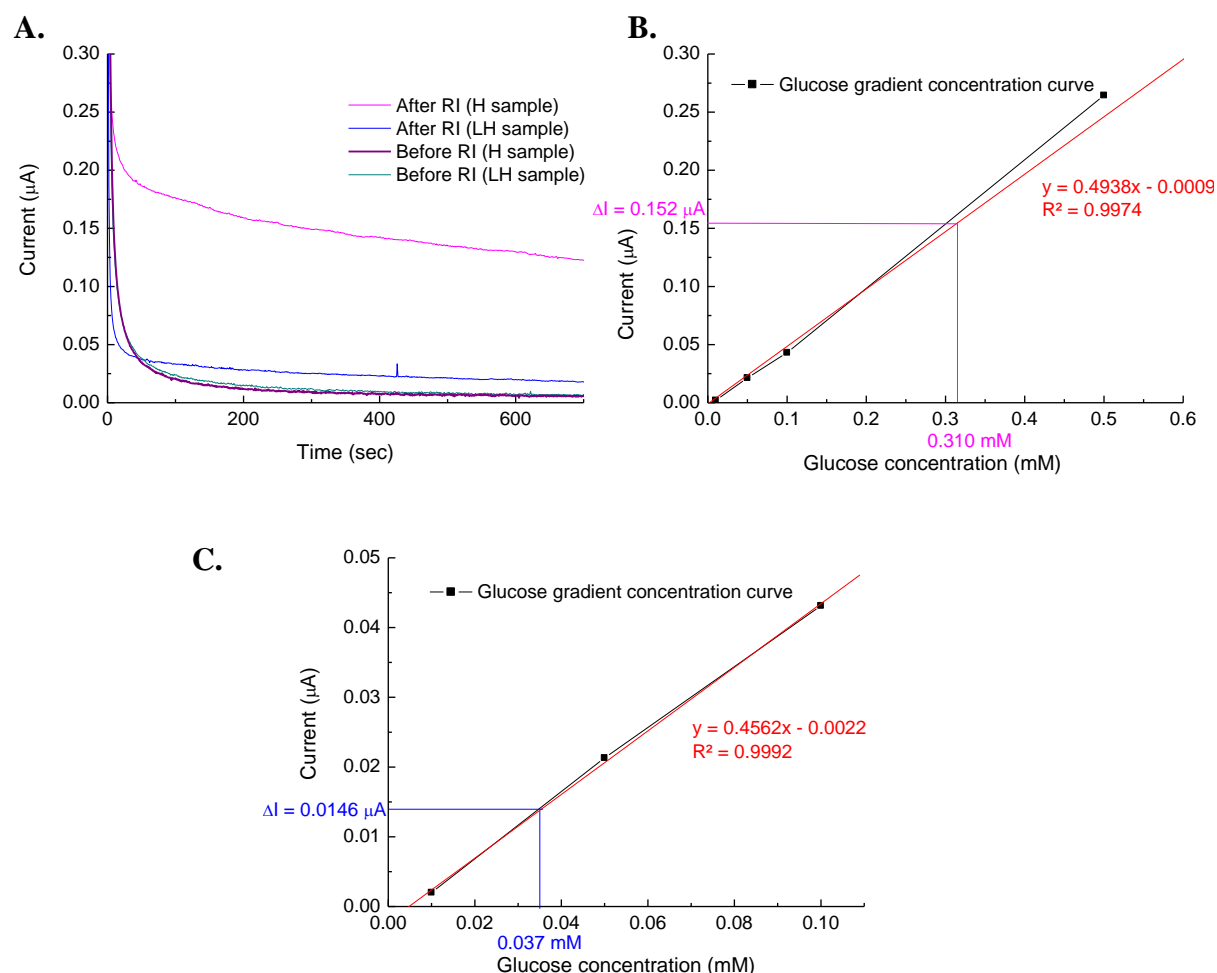 A.
0.30
0.25
0.20
0.15
0.10
0.05
0.00
Current (μA)
After RI (H sample)
After RI (LH sample)
Before RI (H sample)
Before RI (LH sample)
0
200
400
600
Time (sec)
B.
0.30
0.25
0.20
0.15
0.10
0.05
0.00
Current (μA)
Glucose gradient concentration curve
ΔI = 0.152 μA
y = 0.4938x - 0.0009
R² = 0.9974
0.0
0.1
0.2
0.3
0.4
0.5
0.6
0.310 mM
Glucose concentration (mM)
C.
0.05
0.04
0.03
0.02
0.01
0.00
Current (μA)
Glucose gradient concentration curve
y = 0.4562x - 0.0022
R² = 0.9992
ΔI = 0.0146 μA
0.00
0.02
0.04
0.06
0.08
0.10
0.037 mM
Glucose concentration (mM)